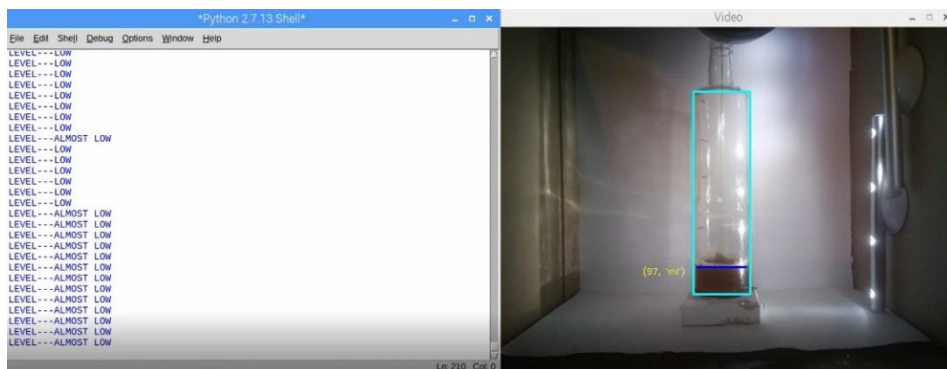 *Python 2.7.13 Shell*
File Edit Shell Debug Options Window Help
LEVEL---LOW
LEVEL---LOW
LEVEL---LOW
LEVEL---LOW
LEVEL---LOW
LEVEL---LOW
LEVEL---LOW
LEVEL---LOW
LEVEL---ALMOST LOW
LEVEL---LOW
LEVEL---LOW
LEVEL---LOW
LEVEL---LOW
LEVEL---LOW
LEVEL---LOW
LEVEL---ALMOST LOW
LEVEL---ALMOST LOW
LEVEL---ALMOST LOW
LEVEL---ALMOST LOW
LEVEL---ALMOST LOW
LEVEL---ALMOST LOW
LEVEL---ALMOST LOW
LEVEL---ALMOST LOW
LEVEL---ALMOST LOW
LEVEL---ALMOST LOW
LEVEL---ALMOST LOW
LEVEL---ALMOST LOW
LEVEL---ALMOST LOW
Ln: 210 Col: 0
Video
(97, 'ml')